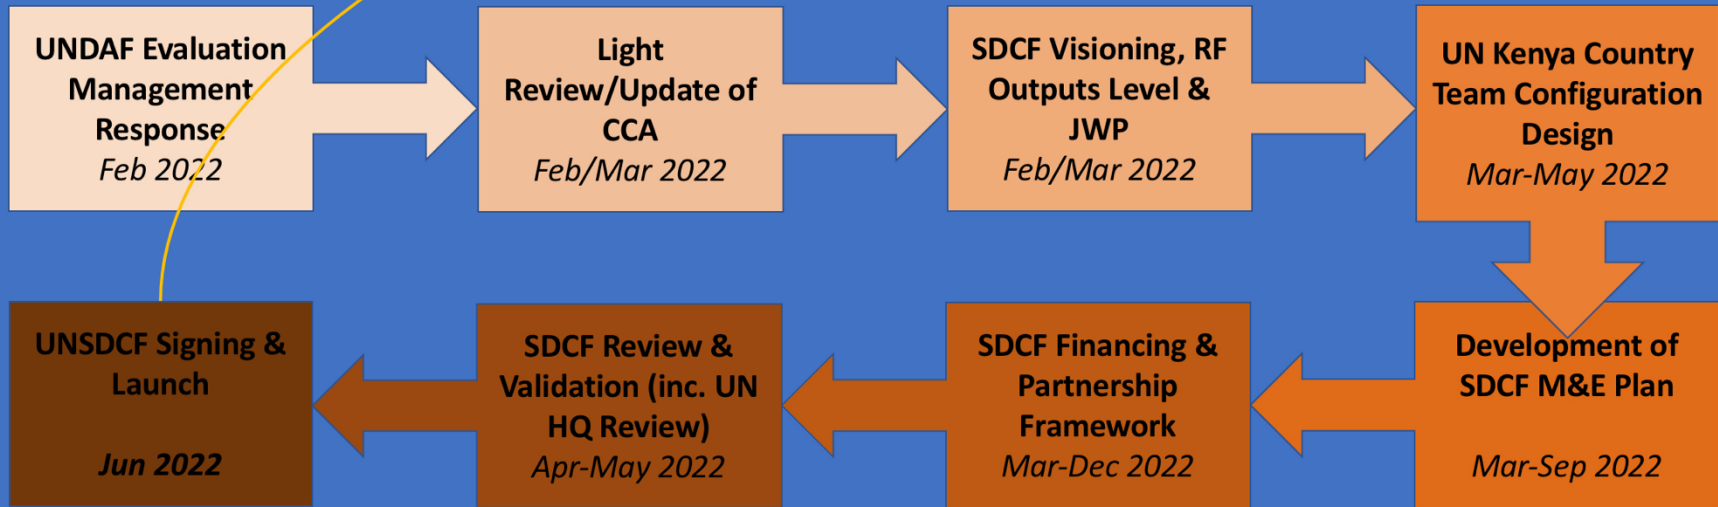 UNDAF Evaluation
Management
Response
Feb 2022
Light
Review/Update of
CCA
Feb/Mar 2022
SDCF Visioning, RF
Outputs Level &
JWP
Feb/Mar 2022
UN Kenya Country
Team Configuration
Design
Mar-May 2022
Development of
SDCF M&E Plan
Mar-Sep 2022
SDCF Financing &
Partnership
Framework
Mar-Dec 2022
SDCF Review &
Validation (inc. UN
HQ Review)
Apr-May 2022
UNSDCF Signing &
Launch
Jun 2022